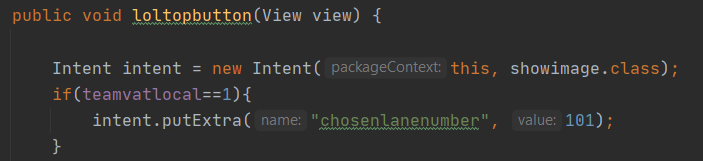 public void loltopbutton(View view) {
Intent intent = new Intent( packageContext: this, showimage.class);
if(teamvatlocal==1){
intent.putExtra( name: "chosenlanenumber", value: 101);
}